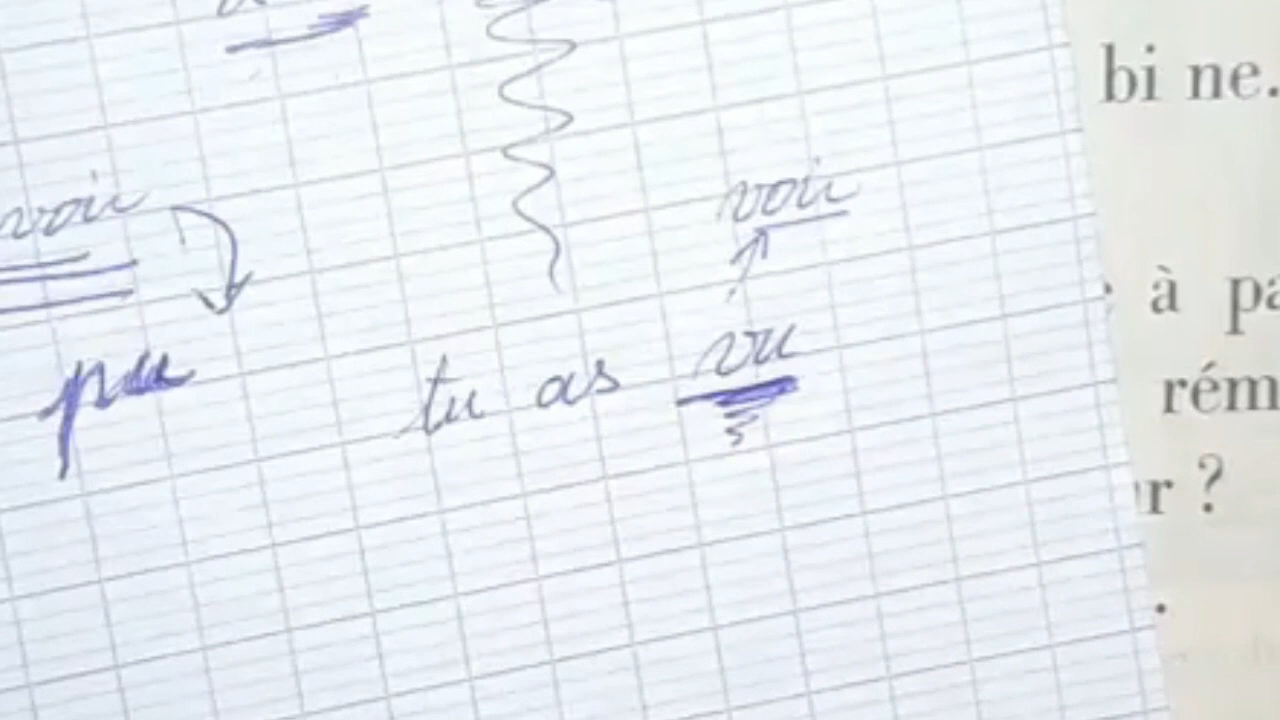 bi ne.
voir
voir
à pa
vu
pu
tu as
rém
r ?
.